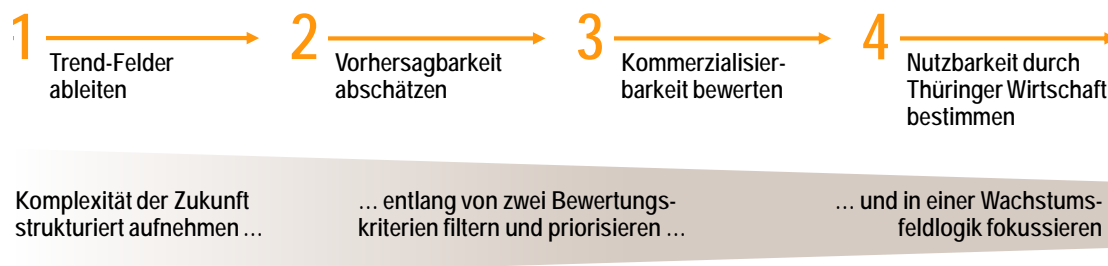 1
Trend-Felder
ableiten
2
Vorhersagbarkeit
abschätzen
3
Kommerzialisier-
barkeit bewerten
4
Nutzbarkeit durch
Thüringer Wirtschaft
bestimmen
Komplexität der Zukunft
strukturiert aufnehmen ...
... entlang von zwei Bewertungs-
kriterien filtern und priorisieren ...
... und in einer Wachstums-
feldlogik fokussieren